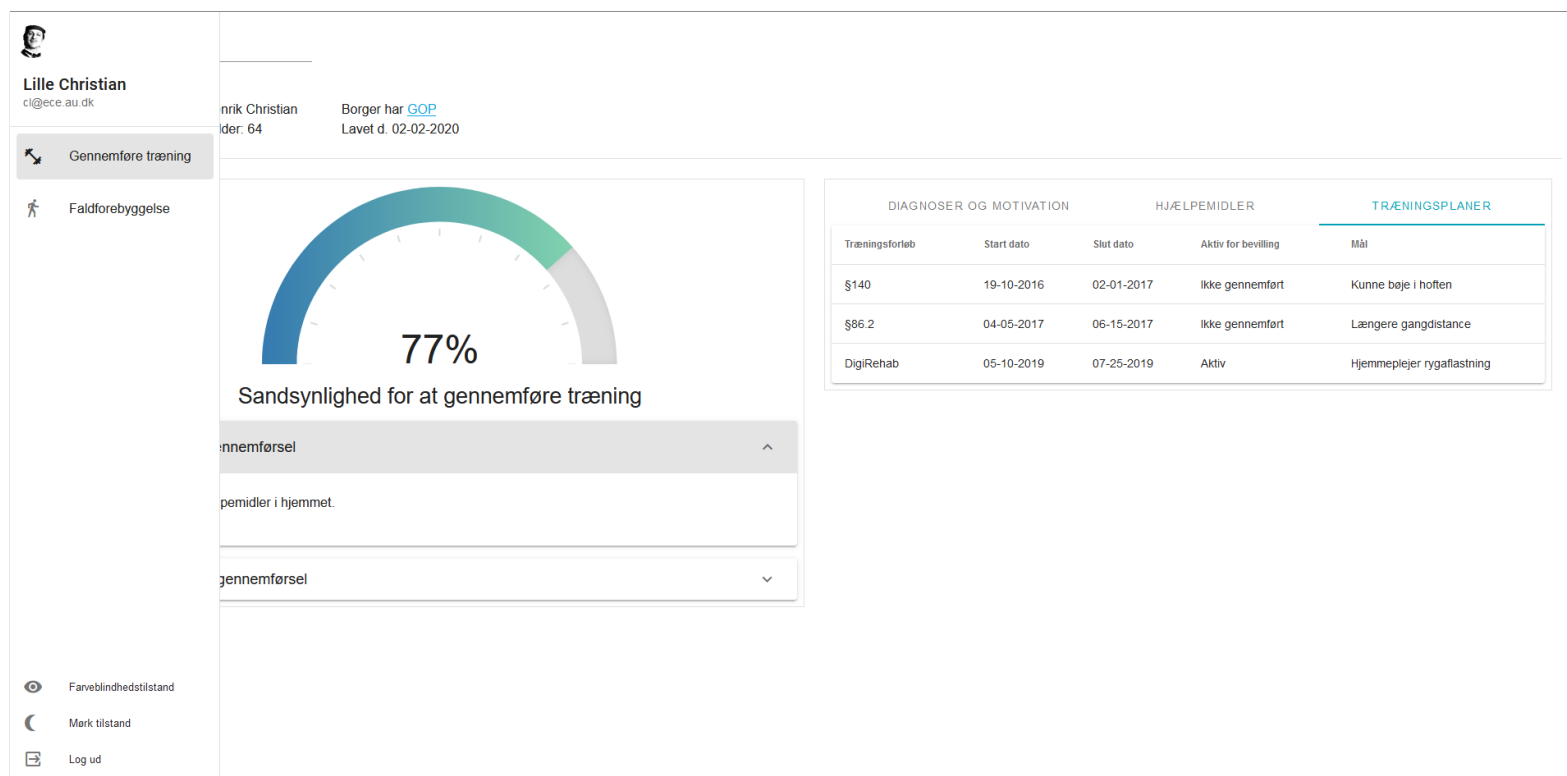 Lille Christian
cl@ece.au.dk
Gennemføre træning
Faldforebyggelse
Farveblindhedstilstand
Mørk tilstand
Log ud
Christian
Borger har GOP
64
Lavet d. 02-02-2020
77%
Sandsynlighed for at gennemføre træning
i hjemmet.
gennemførsel
DIAGNOSER OG MOTIVATION HJÆLPEMIDLER TRÆNINGSPLANER
Træningsforløb Start dato Slut dato Aktiv for bevilling Mål
§140 19-10-2016 02-01-2017 Ikke gennemført Kunne bøje i hoften
§86.2 04-05-2017 06-15-2017 Ikke gennemført Længere gangdistance
DigiRehab 05-10-2019 07-25-2019 Aktiv Hjemmeplejer rygaflastning